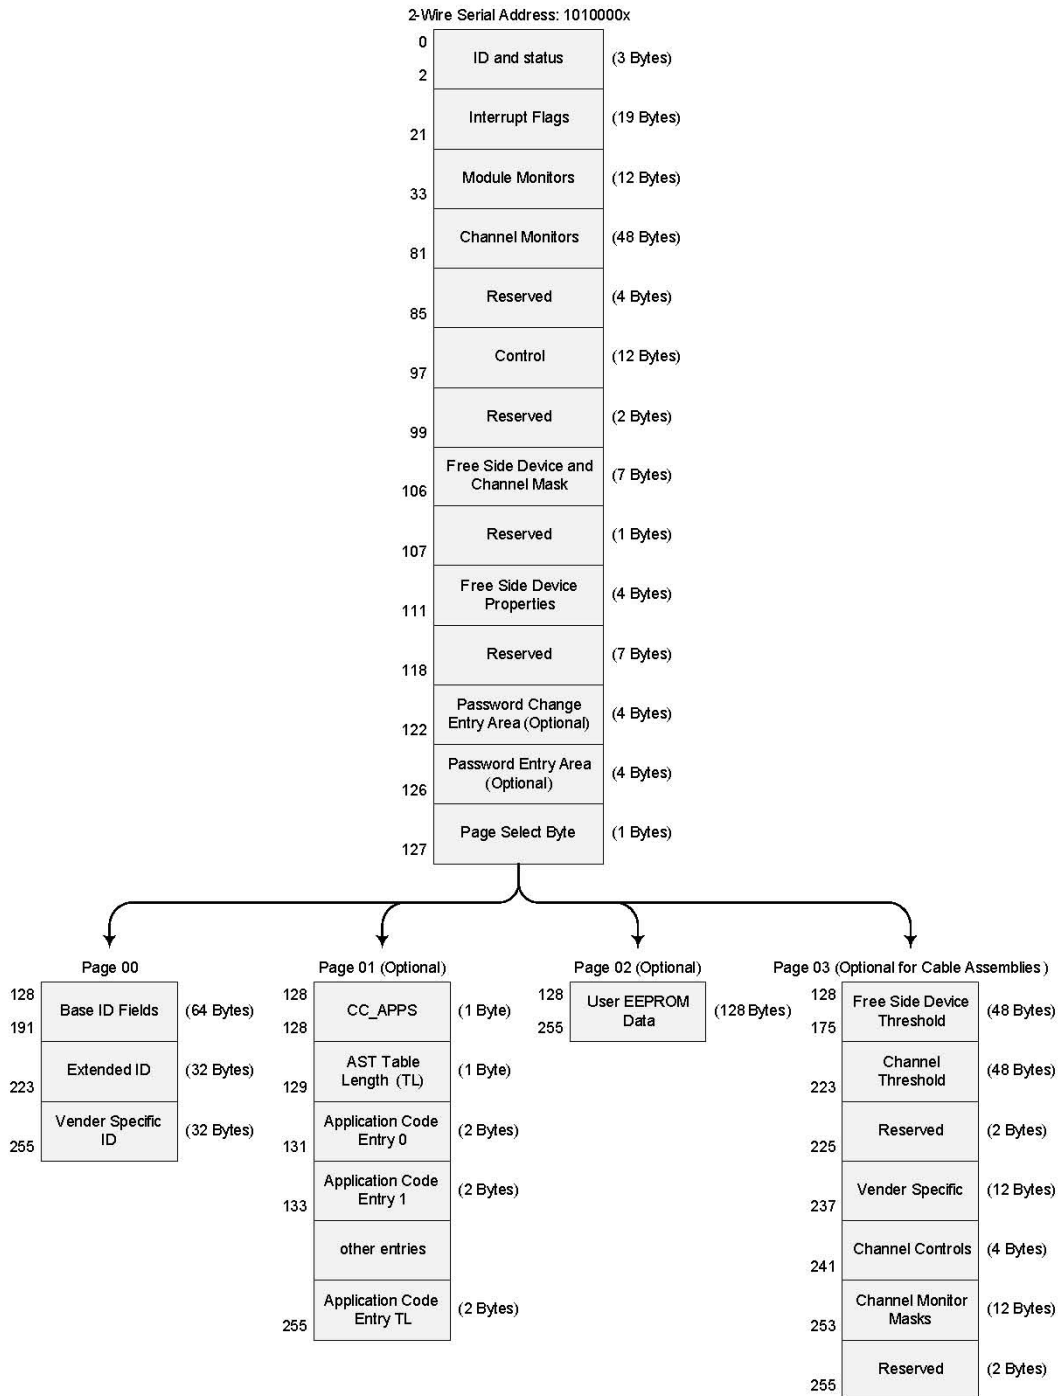 2-Wire Serial Address: 1010000x
0
ID and status
(3 Bytes)
2
Interrupt Flags
(19 Bytes)
21
Module Monitors
(12 Bytes)
33
Channel Monitors
(48 Bytes)
81
Reserved
(4 Bytes)
85
Control
(12 Bytes)
97
Reserved
(2 Bytes)
99
Free Side Device and
Channel Mask
(7 Bytes)
106
Reserved
(1 Bytes)
107
Free Side Device
Properties
(4 Bytes)
111
Reserved
(7 Bytes)
118
Password Change
Entry Area (Optional)
(4 Bytes)
122
Password Entry Area
(Optional)
(4 Bytes)
126
Page Select Byte
(1 Bytes)
127
Page 00
128
Base ID Fields
(64 Bytes)
191
Extended ID
(32 Bytes)
223
Vender Specific
ID
(32 Bytes)
255
Page 01 (Optional)
128
CC_APPS
(1 Byte)
128
AST Table
Length (TL)
(1 Byte)
129
Application Code
Entry 0
(2 Bytes)
131
Application Code
Entry 1
(2 Bytes)
133
other entries
Application Code
Entry TL
(2 Bytes)
255
Page 02 (Optional)
128
User EEPROM
Data
(128 Bytes)
255
Page 03 (Optional for Cable Assemblies )
128
Free Side Device
Threshold
(48 Bytes)
175
Channel
Threshold
(48 Bytes)
223
Reserved
(2 Bytes)
225
Vender Specific
(12 Bytes)
237
Channel Controls
(4 Bytes)
241
Channel Monitor
Masks
(12 Bytes)
253
Reserved
(2 Bytes)
255